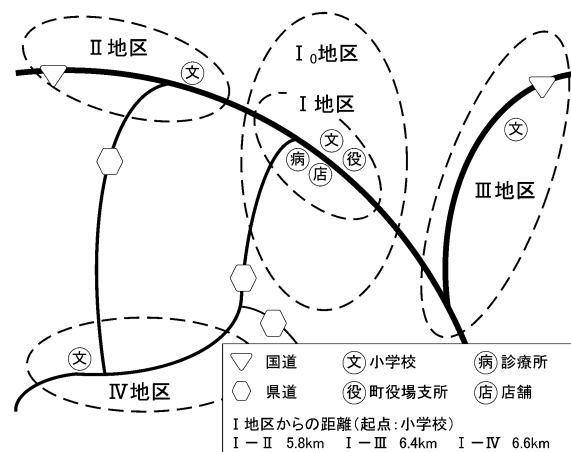 Ⅱ地区
文
Ⅰ₀地区
Ⅰ地区
文
病
役
店
文
Ⅲ地区
文
Ⅳ地区
国道
文 小学校
病 診療所
県道
役 町役場支所
店 店舗
Ⅰ地区からの距離(起点:小学校)
Ⅰ－Ⅱ 5.8km Ⅰ－Ⅲ 6.4km Ⅰ－Ⅳ 6.6km